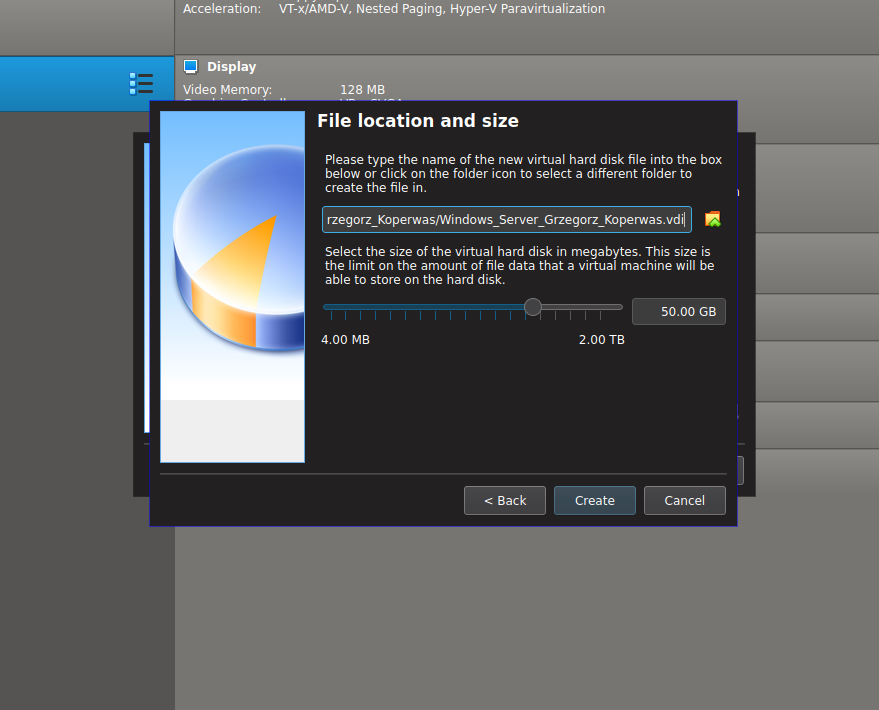 Acceleration: VT-x/AMD-V, Nested Paging, Hyper-V Paravirtualization
Display
Video Memory: 128 MB
File location and size
Please type the name of the new virtual hard disk file into the box
below or click on the folder icon to select a different folder to
create the file in.
rzegorz_Koperwas/Windows_Server_Grzegorz_Koperwas.vdi
Select the size of the virtual hard disk in megabytes. This size is
the limit on the amount of file data that a virtual machine will be
able to store on the hard disk.
50.00 GB
4.00 MB 2.00 TB
< Back Create Cancel